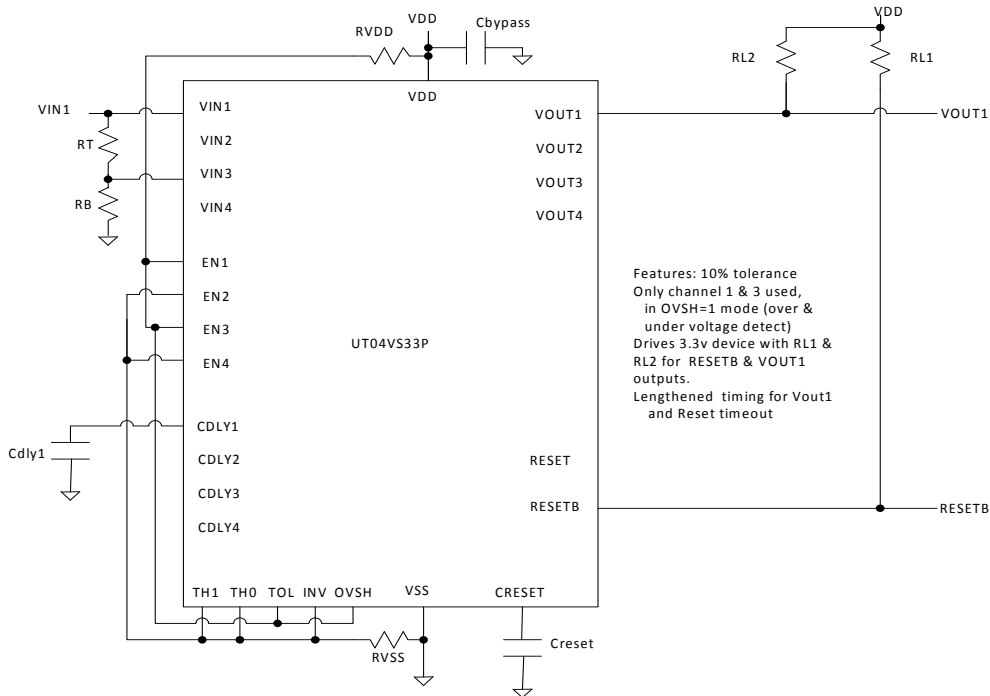 VDD
VDD
RVDD
Cbypass
RL2
RL1
VDD
VIN1
VIN1
VOUT1
VOUT1
RT
VIN2
VOUT2
VIN3
VOUT3
RB
VIN4
VOUT4
EN1
EN2
EN3
EN4
UT04VS33P
Features: 10% tolerance
Only channel 1 & 3 used,
in OVSH=1 mode (over &
under voltage detect)
Drives 3.3v device with RL1 &
RL2 for RESETB & VOUT1
outputs.
Lengthened timing for Vout1
and Reset timeout
CDLY1
Cdly1
CDLY2
RESET
CDLY3
RESETB
RESETB
CDLY4
TH1 TH0 TOL INV OVSH VSS CRESET
RVSS
Creset